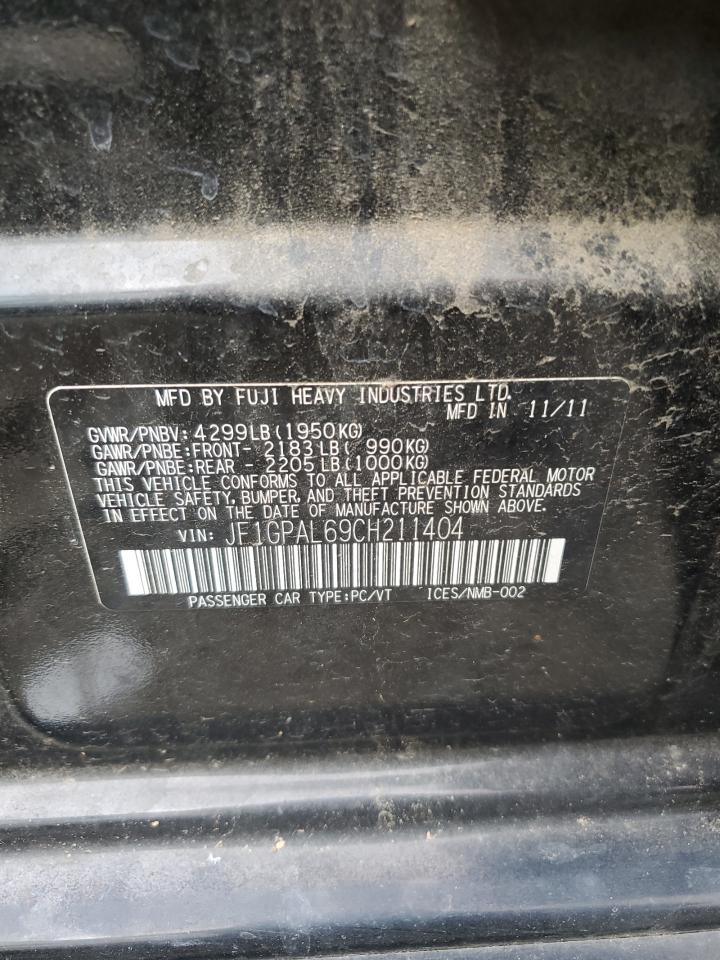 MFD BY FUJI HEAVY INDUSTRIES LTD.
MFD IN 11/11
GVWR/PNBV: 4299LB(1950KG)
GAWR/PNBE:FRONT- 2183LB( 990KG)
GAWR/PNBE:REAR - 2205LB(1000KG)
THIS VEHICLE CONFORMS TO ALL APPLICABLE FEDERAL MOTOR
VEHICLE SAFETY, BUMPER, AND THEFT PREVENTION STANDARDS
IN EFFECT ON THE DATE OF MANUFACTURE SHOWN ABOVE.
VIN: JF1GPAL69CH211404
PASSENGER CAR TYPE:PC/VT ICES/NMB-002